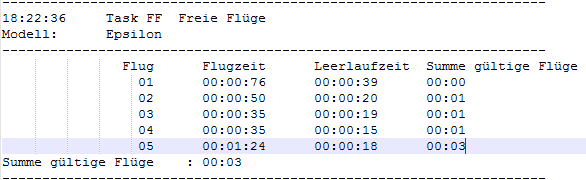 ------------------------------------------------------------------
18:22:36     Task FF  Freie Flüge
Modell:      Epsilon
------------------------------------------------------------------
Flug      Flugzeit      Leerlaufzeit  Summe gültige Flüge
01      00:00:76      00:00:39      00:00
02      00:00:50      00:00:20      00:01
03      00:00:35      00:00:19      00:01
04      00:00:35      00:00:15      00:01
05      00:01:24      00:00:18      00:03
Summe gültige Flüge    : 00:03
------------------------------------------------------------------